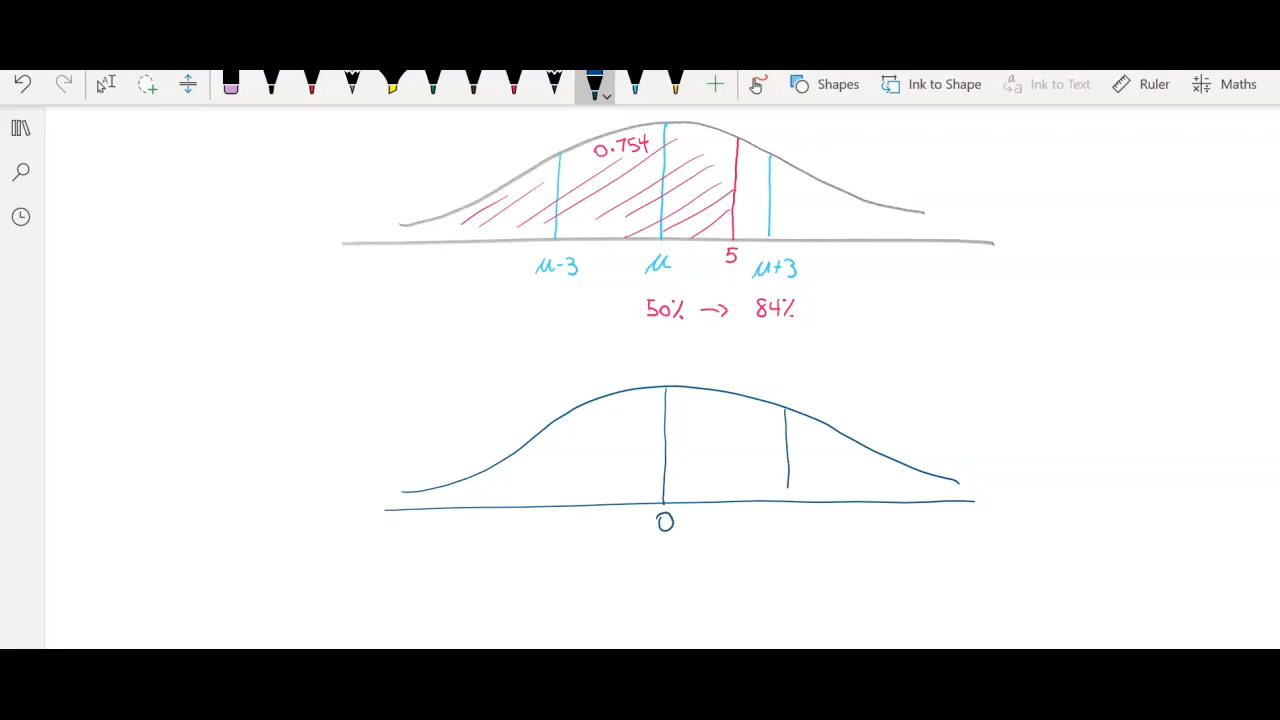 Shapes Ink to Shape Ink to Text Ruler Maths
0.754
μ-3 μ 5 μ+3
50% → 84%
0